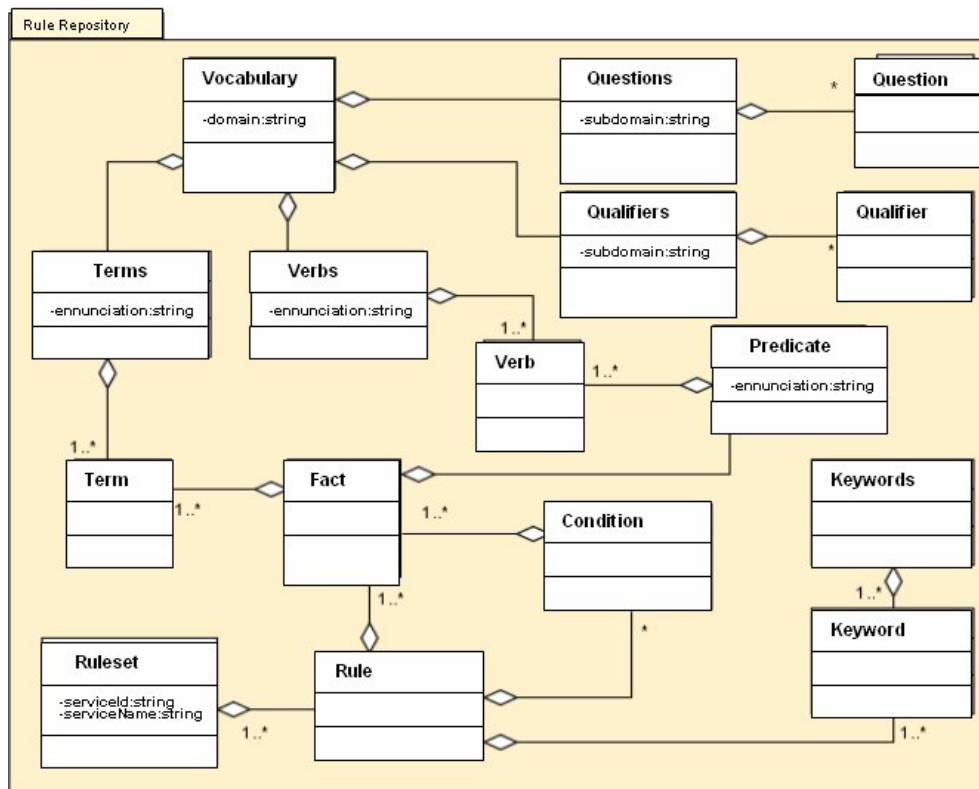 Rule Repository
Vocabulary
-domain:string
Questions
-subdomain:string
*
Question
Qualifiers
-subdomain:string
*
Qualifier
Terms
-ennunciation:string
Verbs
-ennunciation:string
1..*
Verb
1..*
Predicate
-ennunciation:string
1..*
Term
1..*
Fact
1..*
Condition
Keywords
1..*
1..*
*
Keyword
Ruleset
-serviceId:string
-serviceName:string
1..*
Rule
1..*